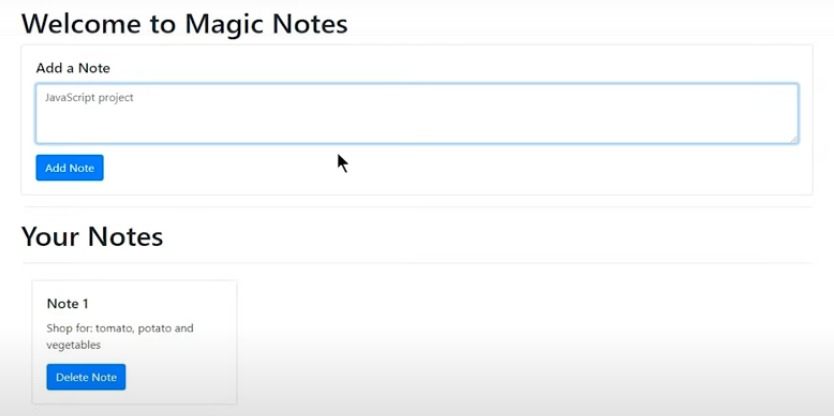 Welcome to Magic Notes
Add a Note
JavaScript project
Add Note
Your Notes
Note 1
Shop for: tomato, potato and
vegetables
Delete Note